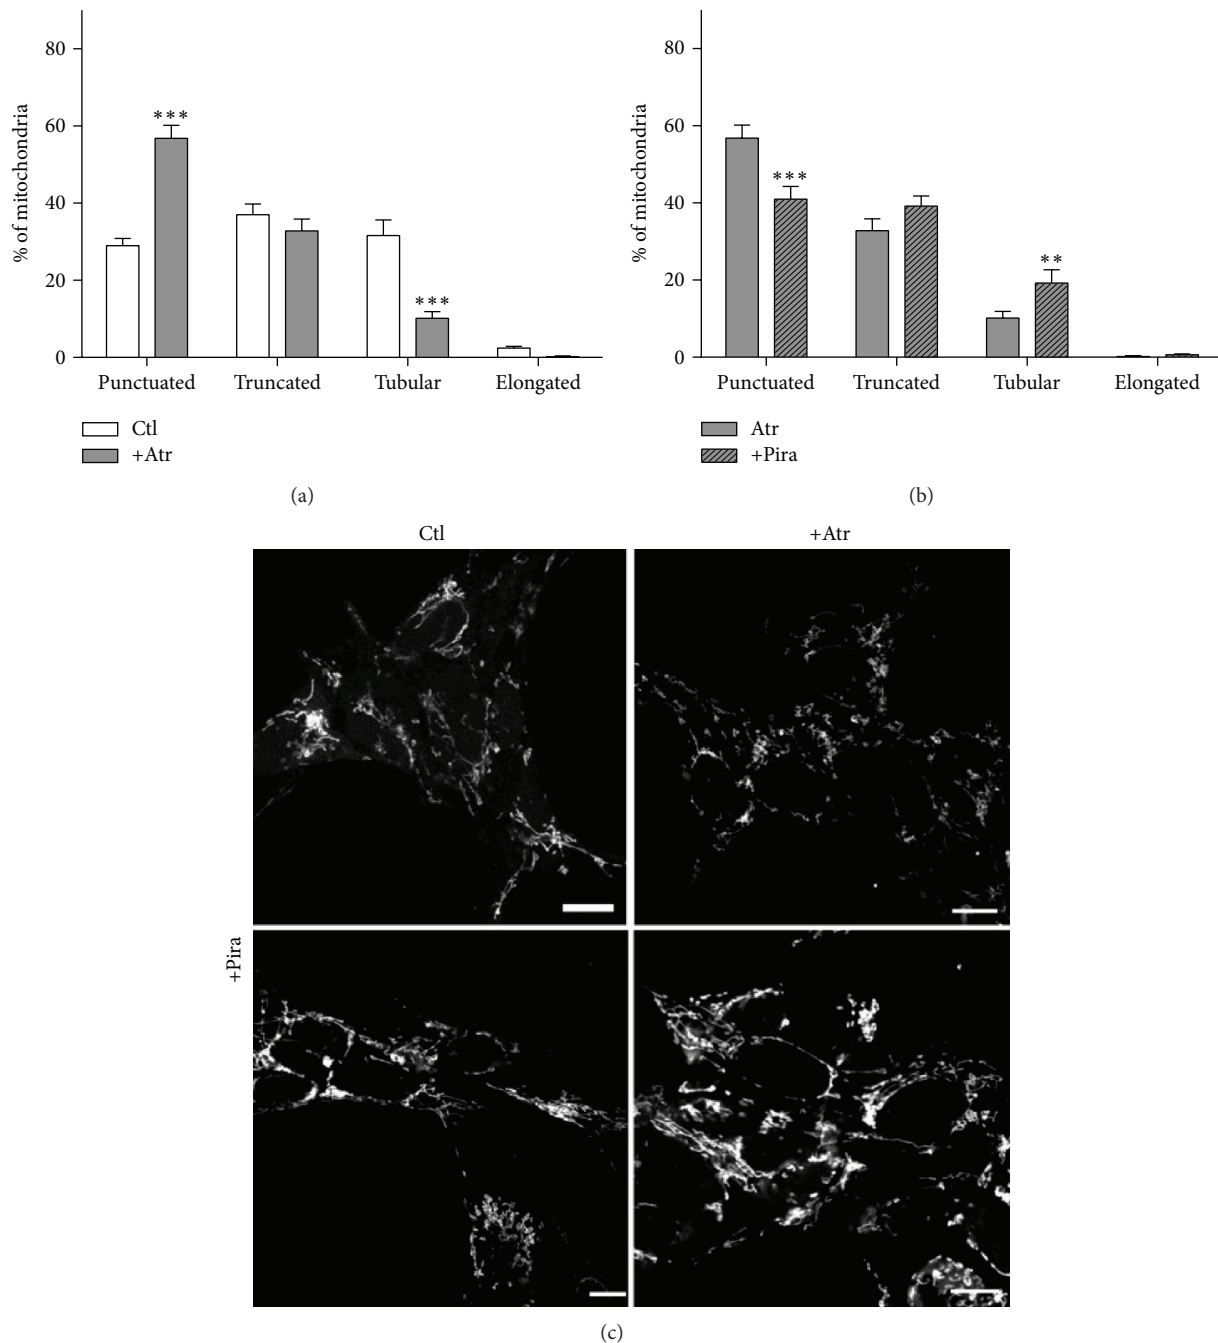 80
60
40
20
0
% of mitochondria
***
***
Punctuated Truncated Tubular Elongated
Ctl
+Atr
(a)
80
60
40
20
0
% of mitochondria
***
**
Punctuated Truncated Tubular Elongated
Atr
+Pira
(b)
Ctl
+Atr
+Pira
(c)